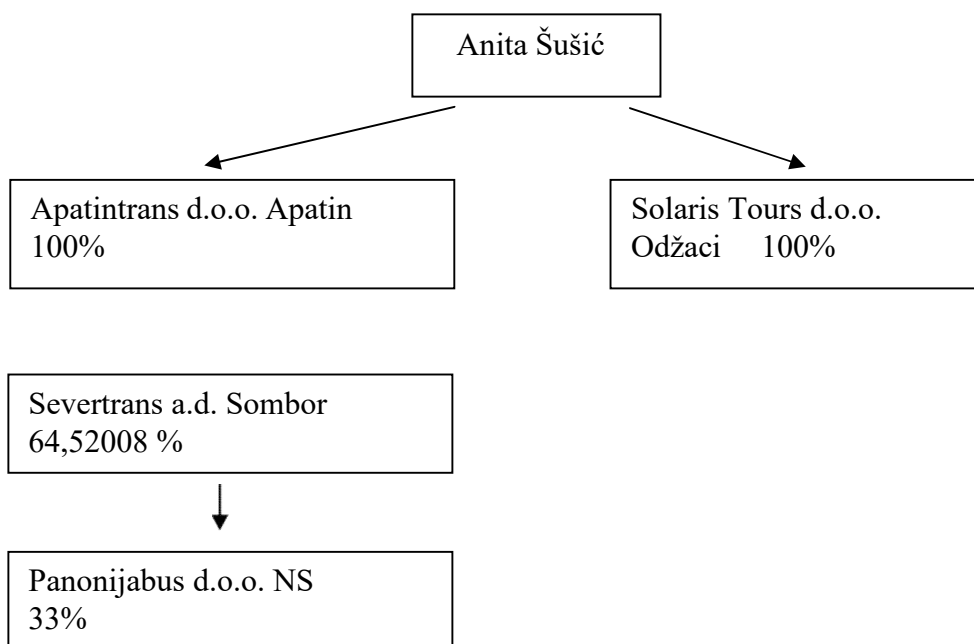 Anita Šušić
Apatintrans d.o.o. Apatin
100%
Solaris Tours d.o.o.
Odžaci 100%
Severtrans a.d. Sombor
64,52008 %
Panonijabus d.o.o. NS
33%